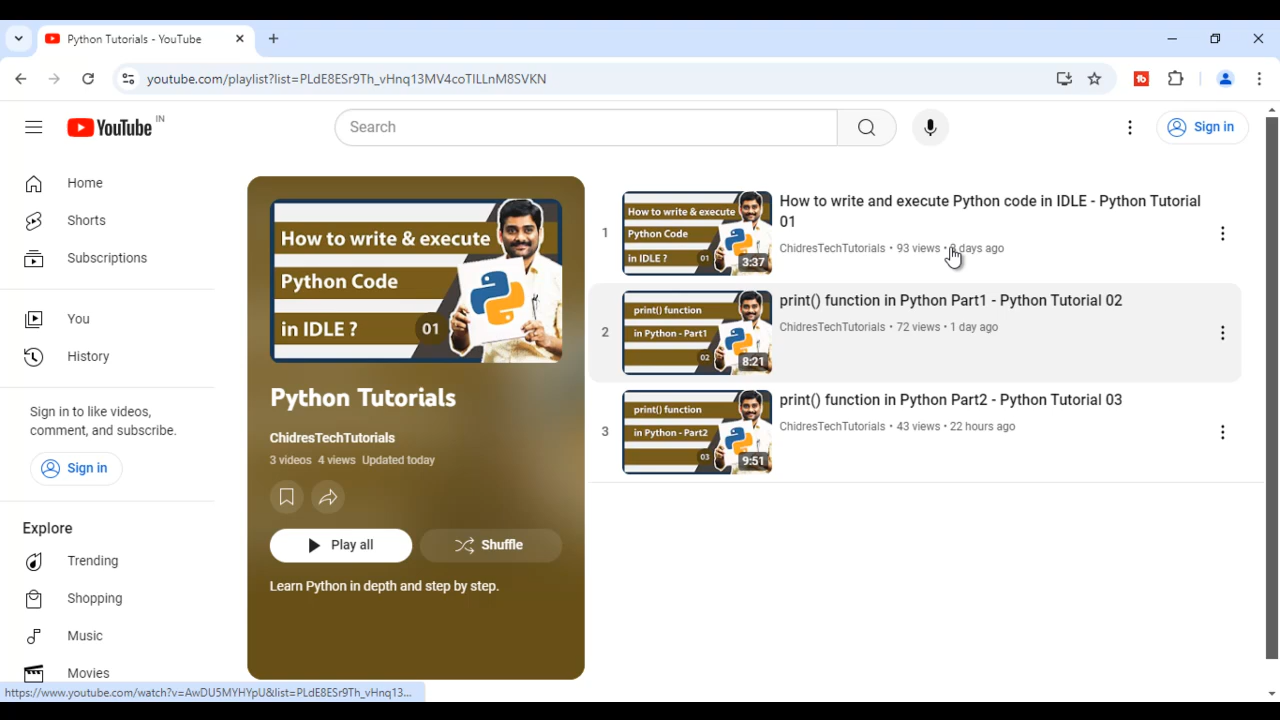 Python Tutorials - YouTube
youtube.com/playlist?list=PLdE8ESr9Th_vHnq13MV4coTILLnM8SVKN
YouTube IN
Search
Sign in
Home
Shorts
Subscriptions
You
History
Sign in to like videos,
comment, and subscribe.
Sign in
Explore
Trending
Shopping
Music
Movies
How to write & execute
Python Code
in IDLE ? 01
Python Tutorials
ChidresTechTutorials
3 videos 4 views Updated today
Play all
Shuffle
Learn Python in depth and step by step.
1
How to write & execute
Python Code
in IDLE ? 01
3:37
How to write and execute Python code in IDLE - Python Tutorial
01
ChidresTechTutorials • 93 views • days ago
2
print() function
in Python - Part1
02
8:21
print() function in Python Part1 - Python Tutorial 02
ChidresTechTutorials • 72 views • 1 day ago
3
print() function
in Python - Part2
03
9:51
print() function in Python Part2 - Python Tutorial 03
ChidresTechTutorials • 43 views • 22 hours ago
https://www.youtube.com/watch?v=AwDU5MYHYpU&list=PLdE8ESr9Th_vHnq13...